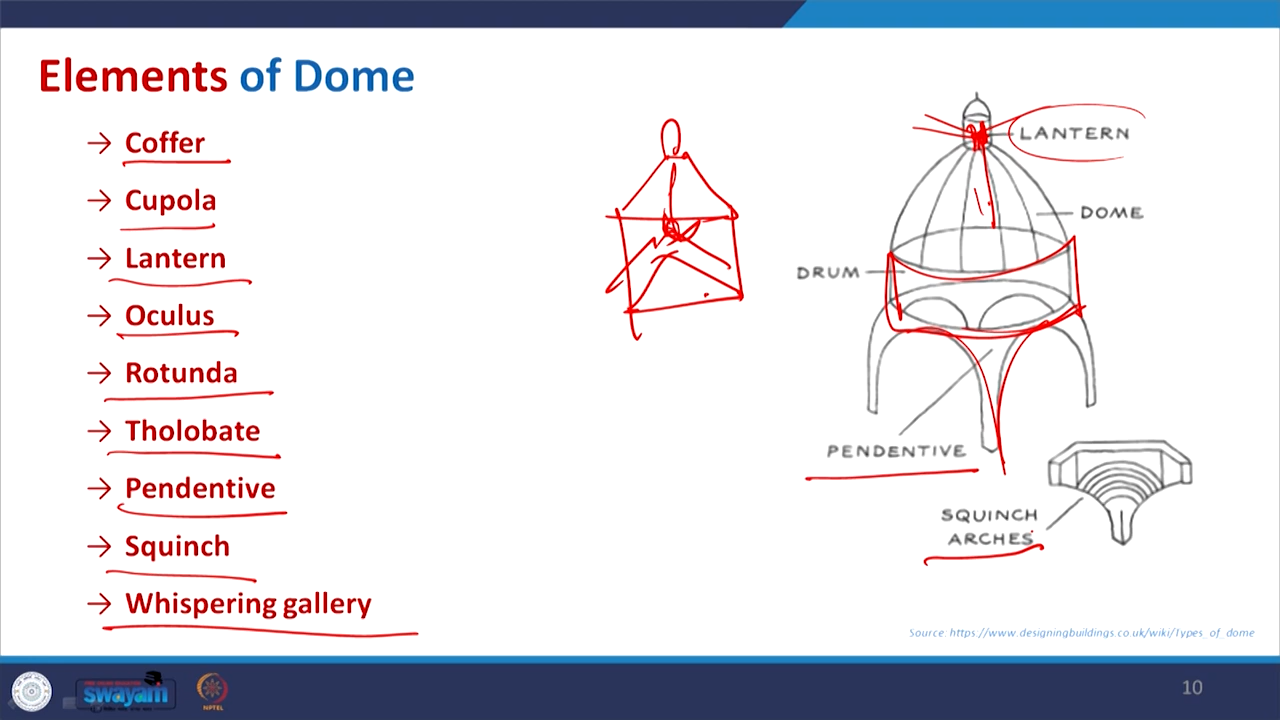 Elements of Dome
→ Coffer
→ Cupola
→ Lantern
→ Oculus
→ Rotunda
→ Tholobate
→ Pendentive
→ Squinch
→ Whispering gallery
LANTERN
DOME
DRUM
PENDENTIVE
SQUINCH
ARCHES
Source: https://www.designingbuildings.co.uk/wiki/Types_of_dome
swayam
NPTEL
10